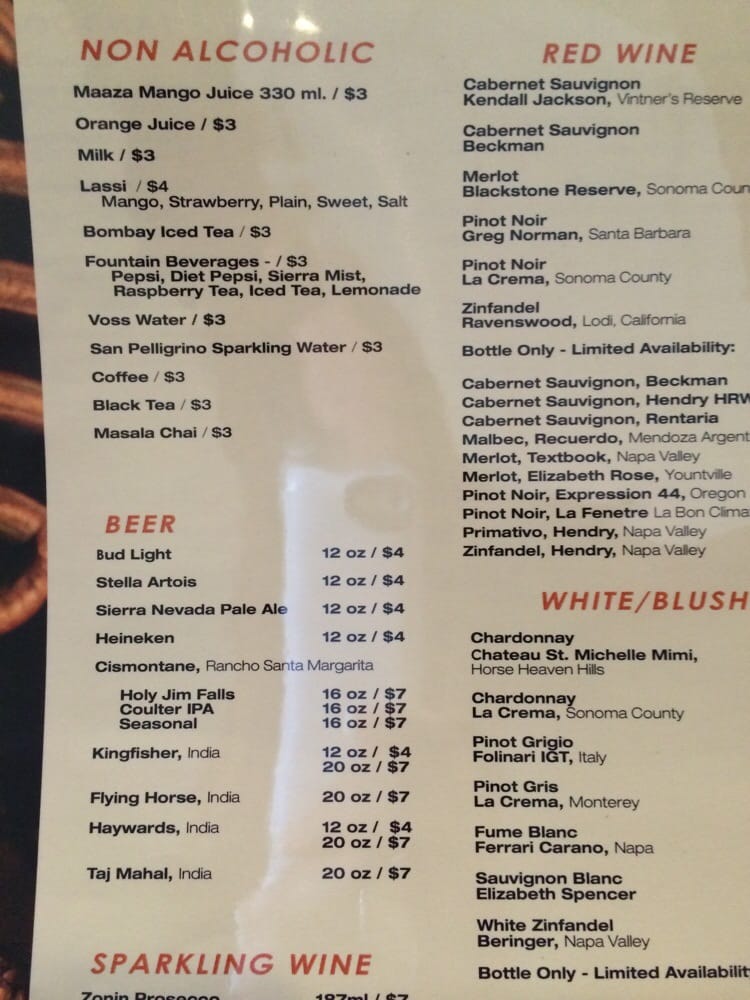 NON ALCOHOLIC
Maaza Mango Juice 330 ml. / $3
Orange Juice / $3
Milk / $3
Lassi / $4
Mango, Strawberry, Plain, Sweet, Salt
Bombay Iced Tea / $3
Fountain Beverages - / $3
Pepsi, Diet Pepsi, Sierra Mist,
Raspberry Tea, Iced Tea, Lemonade
Voss Water / $3
San Pelligrino Sparkling Water / $3
Coffee / $3
Black Tea / $3
Masala Chai / $3
BEER
Bud Light 12 oz / $4
Stella Artois 12 oz / $4
Sierra Nevada Pale Ale 12 oz / $4
Heineken 12 oz / $4
Cismontane, Rancho Santa Margarita
Holy Jim Falls 16 oz / $7
Coulter IPA 16 oz / $7
Seasonal 16 oz / $7
Kingfisher, India 12 oz / $4
20 oz / $7
Flying Horse, India 20 oz / $7
Haywards, India 12 oz / $4
20 oz / $7
Taj Mahal, India 20 oz / $7
SPARKLING WINE
Zonin Prosecco 187ml / $7
RED WINE
Cabernet Sauvignon
Kendall Jackson, Vintner's Reserve
Cabernet Sauvignon
Beckman
Merlot
Blackstone Reserve, Sonoma
Pinot Noir
Greg Norman, Santa Barbara
Pinot Noir
La Crema, Sonoma County
Zinfandel
Ravenswood, Lodi, California
Bottle Only - Limited Availability:
Cabernet Sauvignon, Beckman
Cabernet Sauvignon, Hendry HRW
Cabernet Sauvignon, Rentaria
Malbec, Recuerdo, Mendoza Argent
Merlot, Textbook, Napa Valley
Merlot, Elizabeth Rose, Yountville
Pinot Noir, Expression 44, Oregon
Pinot Noir, La Fenetre La Bon Clima
Primativo, Hendry, Napa Valley
Zinfandel, Hendry, Napa Valley
WHITE/BLUSH
Chardonnay
Chateau St. Michelle Mimi,
Horse Heaven Hills
Chardonnay
La Crema, Sonoma County
Pinot Grigio
Folinari IGT, Italy
Pinot Gris
La Crema, Monterey
Fume Blanc
Ferrari Carano, Napa
Sauvignon Blanc
Elizabeth Spencer
White Zinfandel
Beringer, Napa Valley
Bottle Only - Limited Availabilit